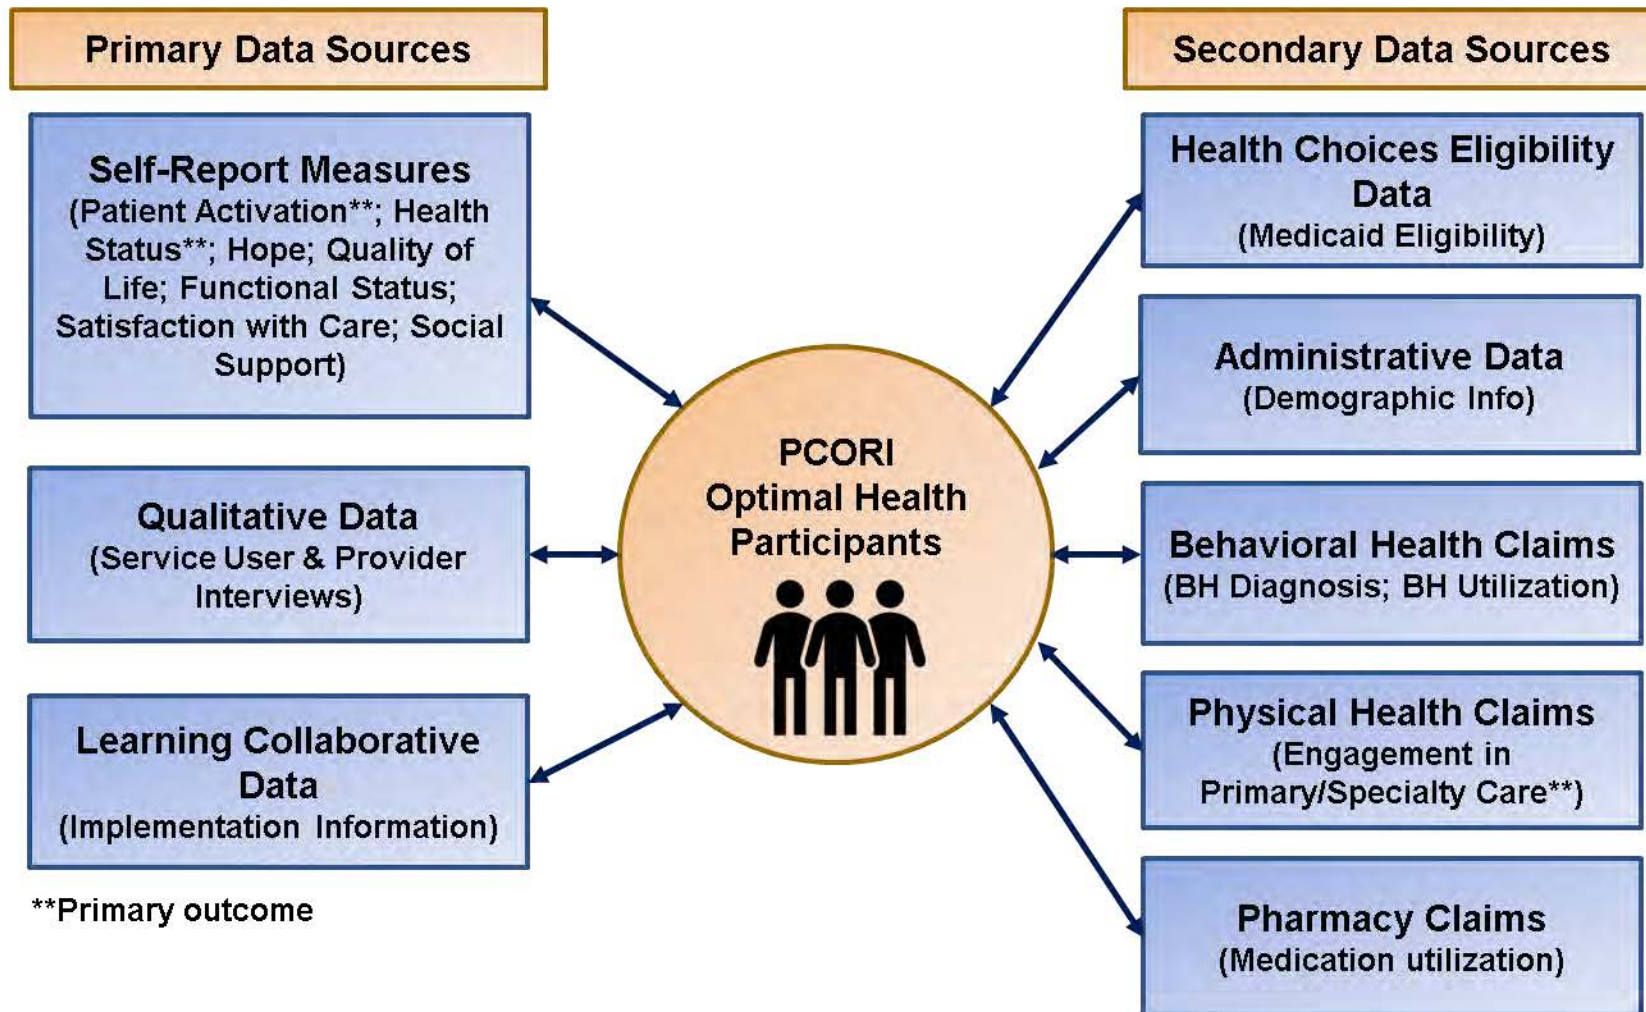 Primary Data Sources
Self-Report Measures
(Patient Activation**; Health
Status**; Hope; Quality of
Life; Functional Status;
Satisfaction with Care; Social
Support)
Qualitative Data
(Service User & Provider
Interviews)
Learning Collaborative
Data
(Implementation Information)
**Primary outcome
PCORI
Optimal Health
Participants
Secondary Data Sources
Health Choices Eligibility
Data
(Medicaid Eligibility)
Administrative Data
(Demographic Info)
Behavioral Health Claims
(BH Diagnosis; BH Utilization)
Physical Health Claims
(Engagement in
Primary/Specialty Care**)
Pharmacy Claims
(Medication utilization)